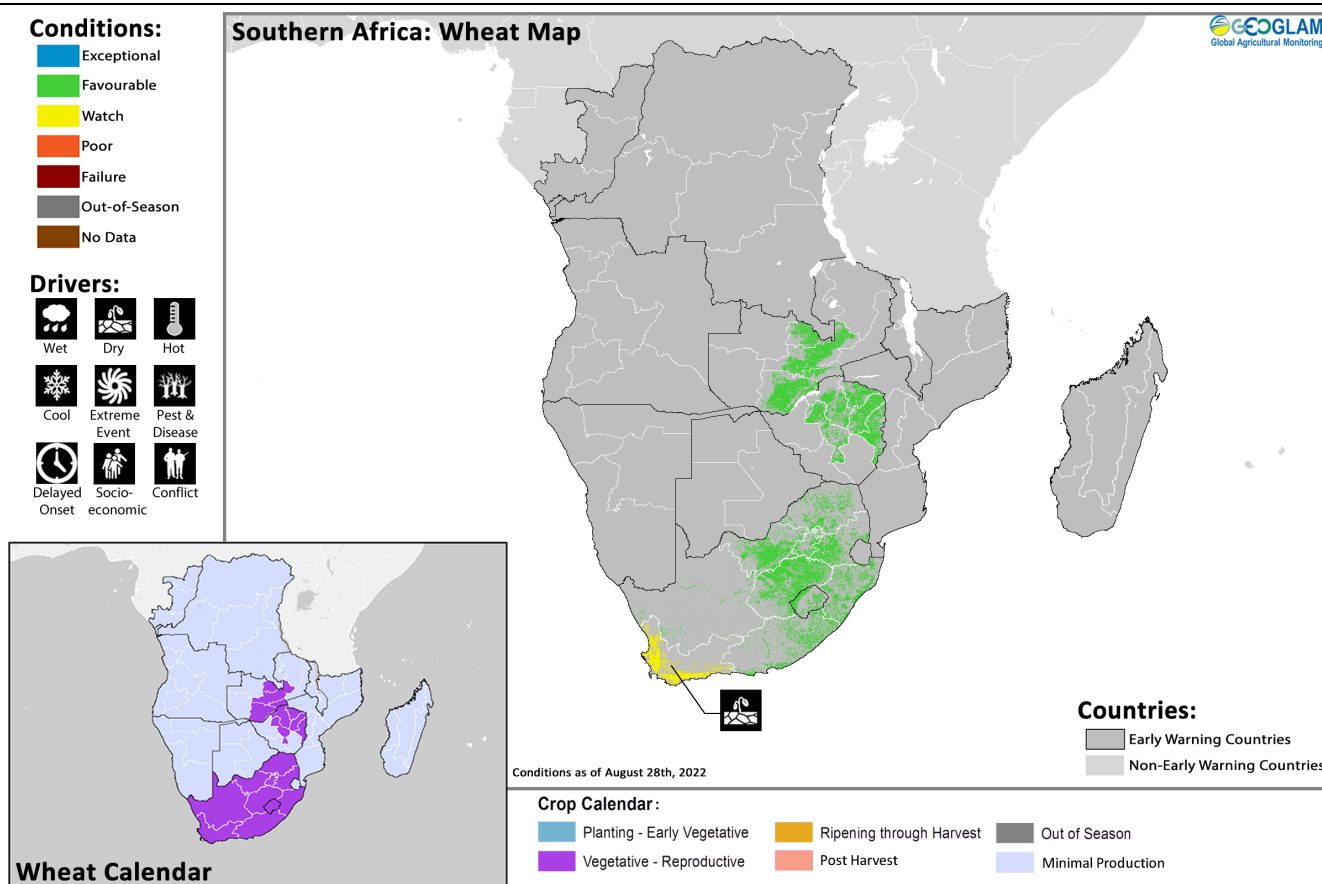 Conditions:
Exceptional
Favourable
Watch
Poor
Failure
Out-of-Season
No Data
Drivers:
Wet
Dry
Hot
Cool
Extreme
Event
Pest &
Disease
Delayed
Onset
Socio-
economic
Conflict
Southern Africa: Wheat Map
GEOGLAM
Global Agricultural Monitoring
Countries:
Early Warning Countries
Non-Early Warning Countries
Conditions as of August 28th, 2022
Wheat Calendar
Crop Calendar:
Planting - Early Vegetative
Vegetative - Reproductive
Ripening through Harvest
Post Harvest
Out of Season
Minimal Production